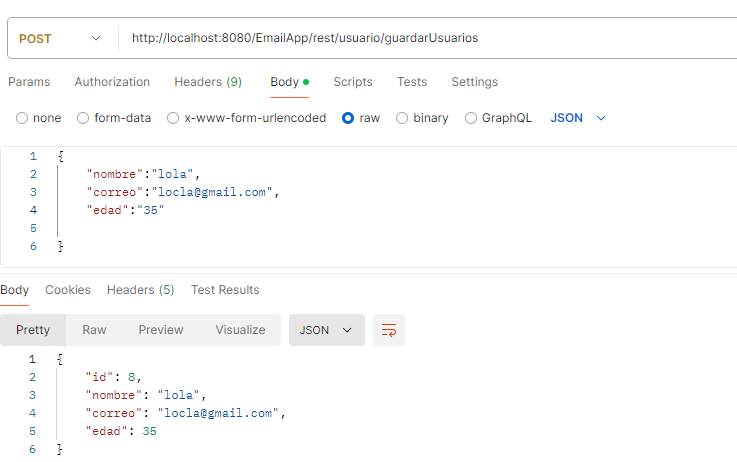 POST http://localhost:8080/EmailApp/rest/usuario/guardarUsuarios
Params Authorization Headers (9) Body Scripts Tests Settings
none form-data x-www-form-urlencoded raw binary GraphQL JSON
1 {
2 "nombre":"lola",
3 "correo":"locla@gmail.com",
4 "edad":"35"
5
6 }
Body Cookies Headers (5) Test Results
Pretty Raw Preview Visualize JSON
1 {
2 "id": 8,
3 "nombre": "lola",
4 "correo": "locla@gmail.com",
5 "edad": 35
6 }